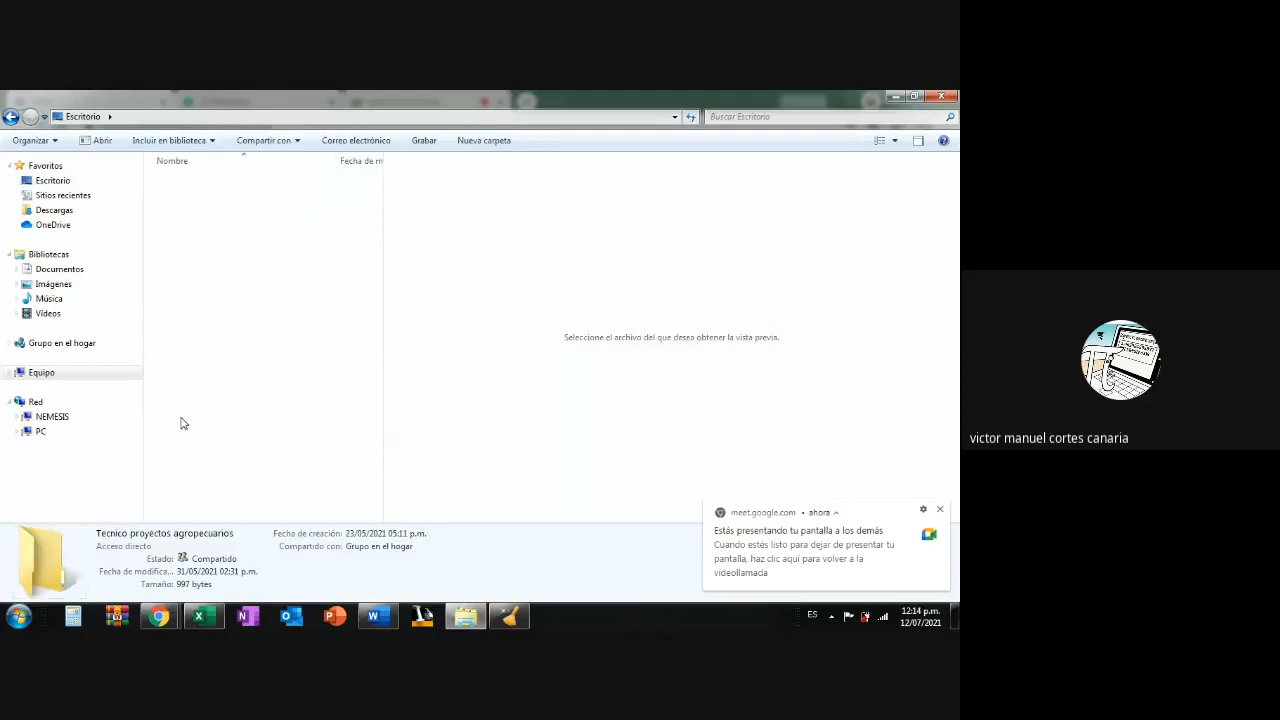 Escritorio
Buscar Escritorio
Organizar
Abrir
Incluir en biblioteca
Compartir con
Correo electrónico
Grabar
Nueva carpeta
Favoritos
Escritorio
Sitios recientes
Descargas
OneDrive
Bibliotecas
Documentos
Imágenes
Música
Vídeos
Grupo en el hogar
Equipo
Red
NEMESIS
PC
Nombre
Fecha de m
Seleccione el archivo del que desea obtener la vista previa.
victor manuel cortes canaria
meet.google.com • ahora
Estás presentando tu pantalla a los demás
Cuando estés listo para dejar de presentar tu
pantalla, haz clic aquí para volver a la
videollamada
Tecnico proyectos agropecuarios
Acceso directo
Estado: Compartido
Fecha de modifica... 31/05/2021 02:31 p.m.
Tamaño: 997 bytes
Fecha de creación: 23/05/2021 05:11 p.m.
Compartido con: Grupo en el hogar
ES
12:14 p.m.
12/07/2021